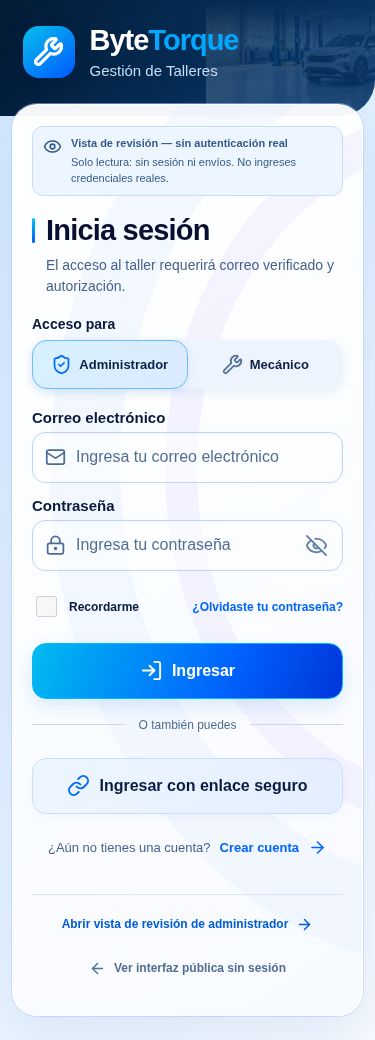 ByteTorque
Gestión de Talleres
Vista de revisión — sin autenticación real
Solo lectura: sin sesión ni envíos. No ingreses
credenciales reales.
Inicia sesión
El acceso al taller requerirá correo verificado y
autorización.
Acceso para
Administrador
Mecánico
Correo electrónico
Ingresa tu correo electrónico
Contraseña
Ingresa tu contraseña
Recordarme
¿Olvidaste tu contraseña?
Ingresar
O también puedes
Ingresar con enlace seguro
¿Aún no tienes una cuenta? Crear cuenta
Abrir vista de revisión de administrador
Ver interfaz pública sin sesión